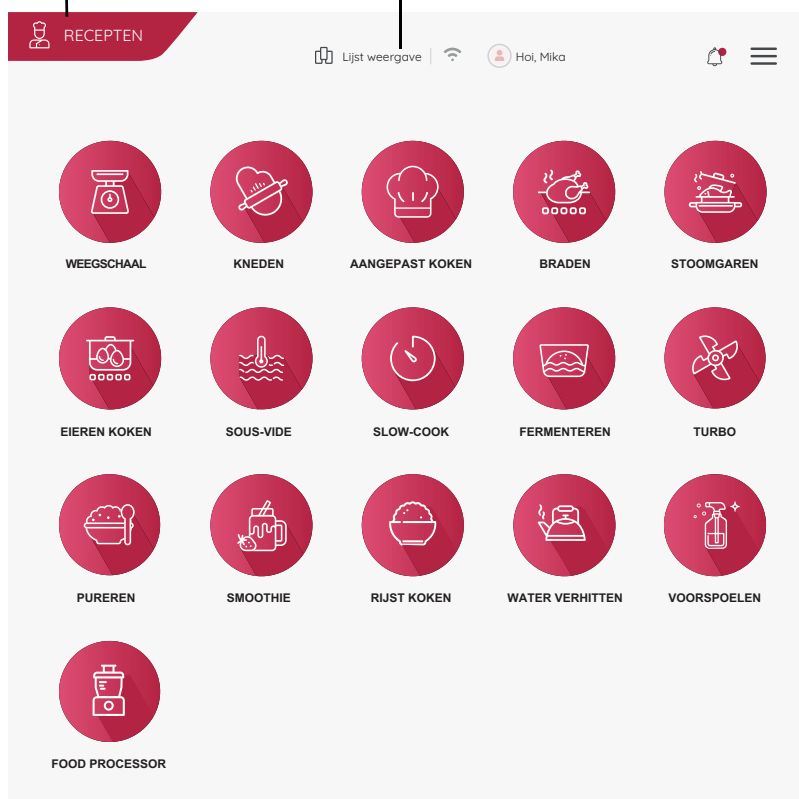 RECEPTEN
Lijst weergave
Hoi, Mika
WEEGSCHAAL
KNEDEN
AANGEPAST KOKEN
BRADEN
STOOMGAREN
EIEREN KOKEN
SOUS-VIDE
SLOW-COOK
FERMENTEREN
TURBO
PUREREN
SMOOTHIE
RIJST KOKEN
WATER VERHITTEN
VOORSPOELEN
FOOD PROCESSOR